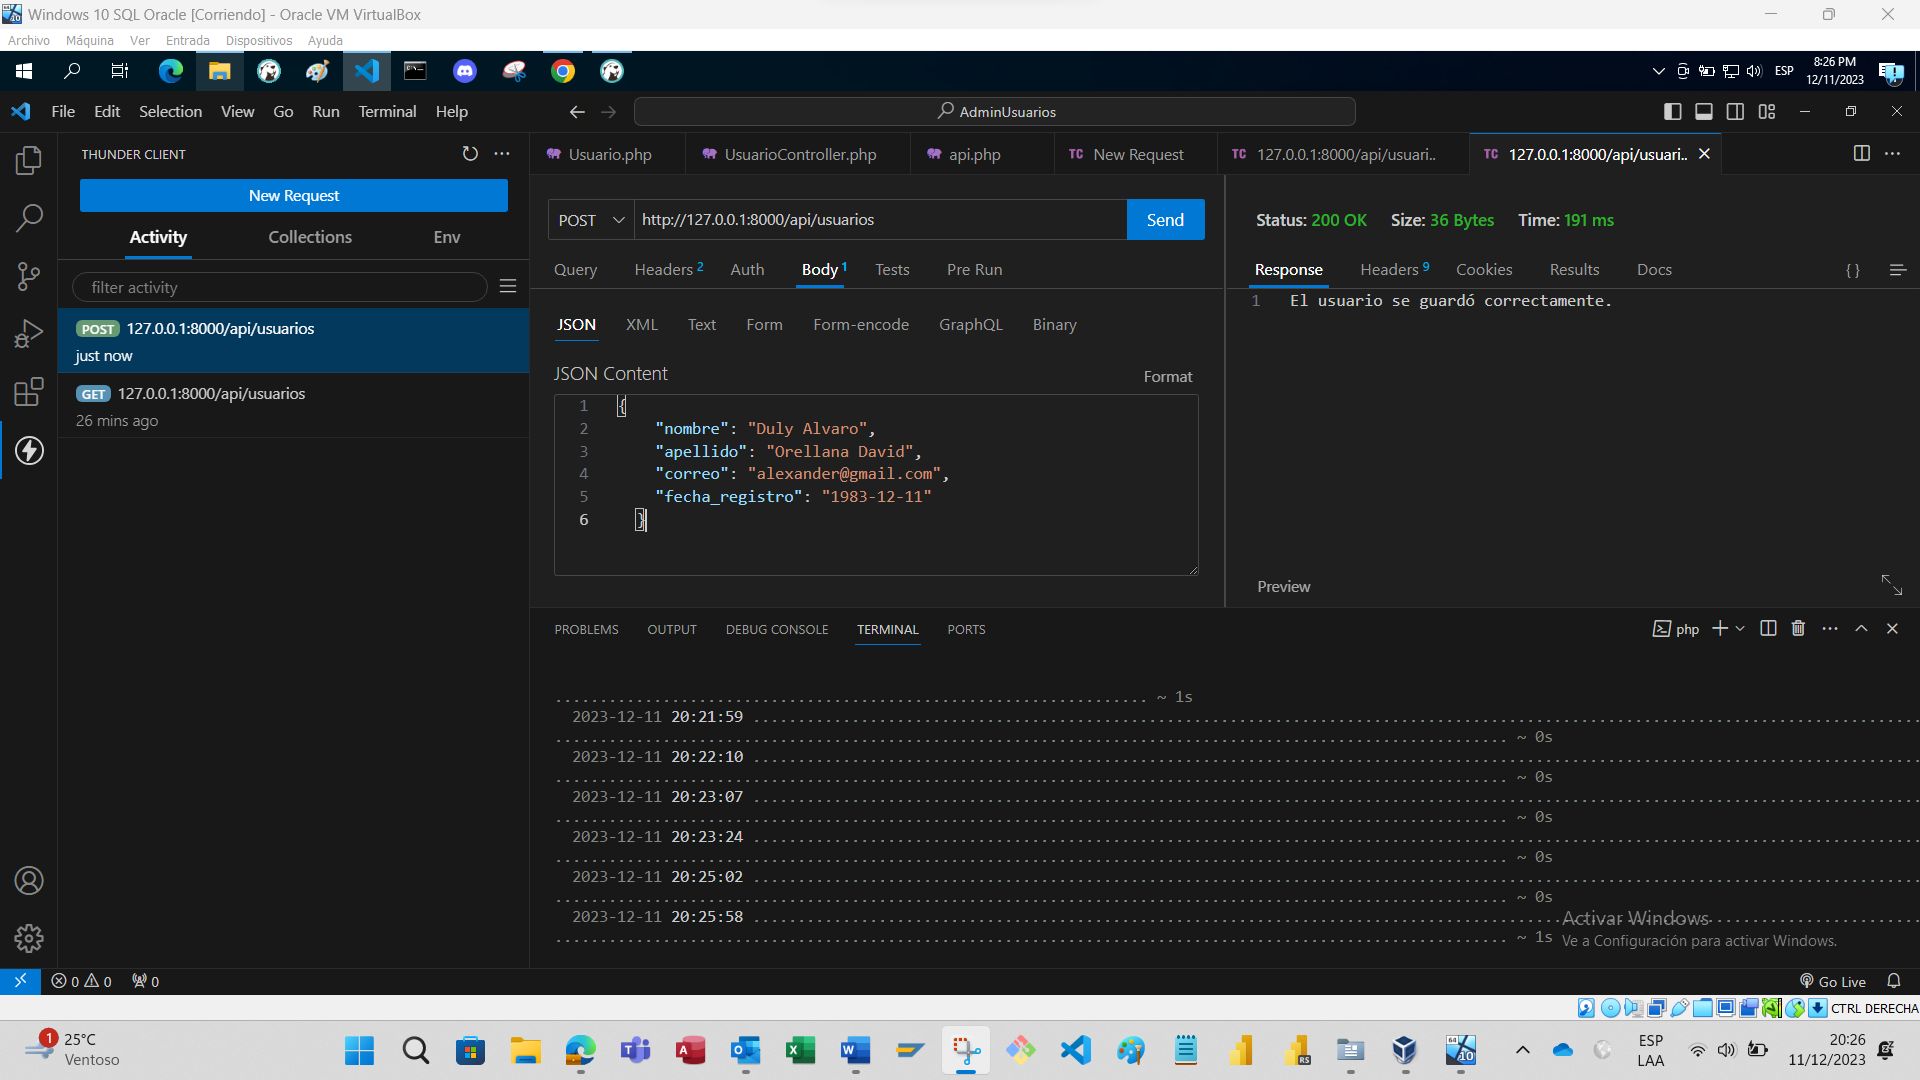 Windows 10 SQL Oracle [Corriendo] - Oracle VM VirtualBox
Archivo Máquina Ver Entrada Dispositivos Ayuda
ESP 8:26 PM
12/11/2023
File Edit Selection View Go Run Terminal Help
AdminUsuarios
THUNDER CLIENT
Usuario.php UsuarioController.php api.php TC New Request TC 127.0.0.1:8000/api/usuari.. TC 127.0.0.1:8000/api/usuari..
New Request
Activity Collections Env
filter activity
POST 127.0.0.1:8000/api/usuarios
just now
GET 127.0.0.1:8000/api/usuarios
26 mins ago
POST http://127.0.0.1:8000/api/usuarios Send
Query Headers 2 Auth Body 1 Tests Pre Run
JSON XML Text Form Form-encode GraphQL Binary
JSON Content
Format
1 {
2 "nombre": "Duly Alvaro",
3 "apellido": "Orellana David",
4 "correo": "alexander@gmail.com",
5 "fecha_registro": "1983-12-11"
6 }
Status: 200 OK Size: 36 Bytes Time: 191 ms
Response Headers 9 Cookies Results Docs { }
1 El usuario se guardó correctamente.
Preview
PROBLEMS OUTPUT DEBUG CONSOLE TERMINAL PORTS
php
~ 1s
2023-12-11 20:21:59
~ 0s
2023-12-11 20:22:10
~ 0s
2023-12-11 20:23:07
~ 0s
2023-12-11 20:23:24
~ 0s
2023-12-11 20:25:02
~ 0s
2023-12-11 20:25:58
~ 1s
Activar Windows
Ve a Configuración para activar Windows.
0 0 0
Go Live
CTRL DERECHA
1 25°C
Ventoso
ESP
LAA
20:26
11/12/2023